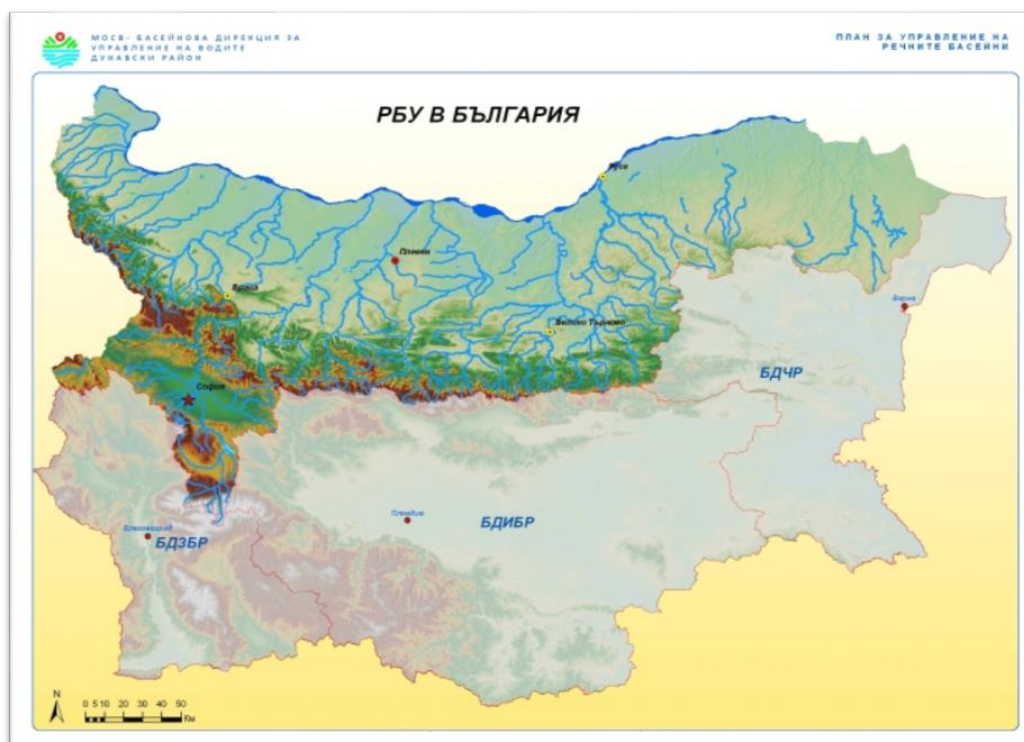 МОСВ- БАСЕЙНОВА ДИРЕКЦИЯ ЗА
УПРАВЛЕНИЕ НА ВОДИТЕ
ДУНАВСКИ РАЙОН
ПЛАН ЗА УПРАВЛЕНИЕ НА
РЕЧНИТЕ БАСЕЙНИ
РБУ В БЪЛГАРИЯ
Русе
Плевен
Враца
Варна
Велико Търново
БДЧР
София
Пловдив
БДИБР
Благоевград
БДЗБР
N
0 5 10 20 30 40 50
Км